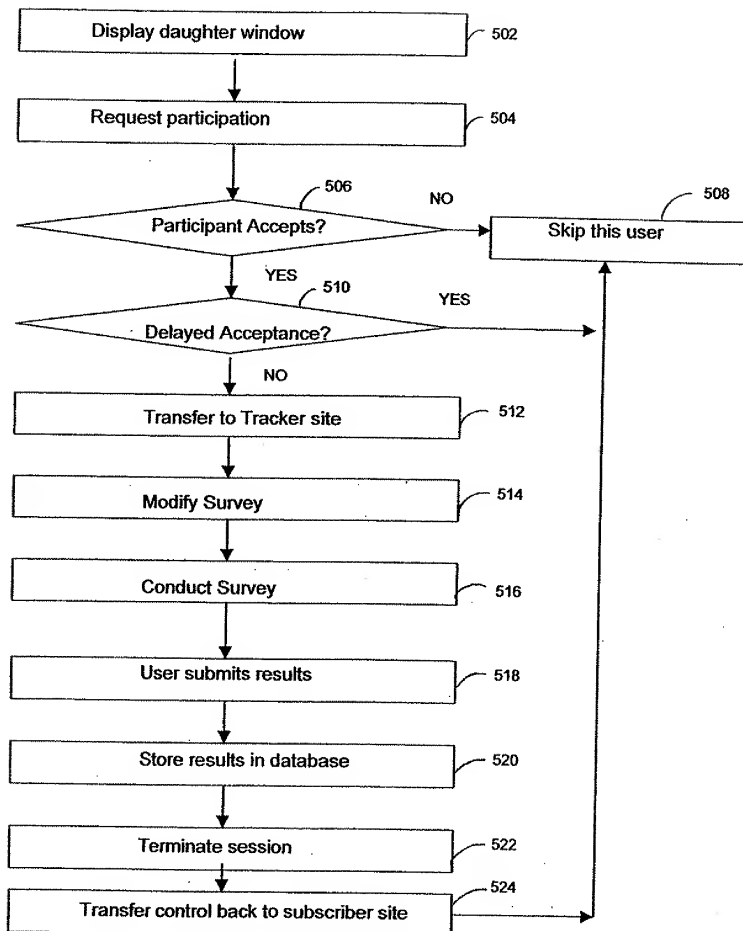 Display daughter window
502
Request participation
504
506
NO
508
Participant Accepts?
Skip this user
YES
510
YES
Delayed Acceptance?
NO
Transfer to Tracker site
512
Modify Survey
514
Conduct Survey
516
User submits results
518
Store results in database
520
Terminate session
522
524
Transfer control back to subscriber site